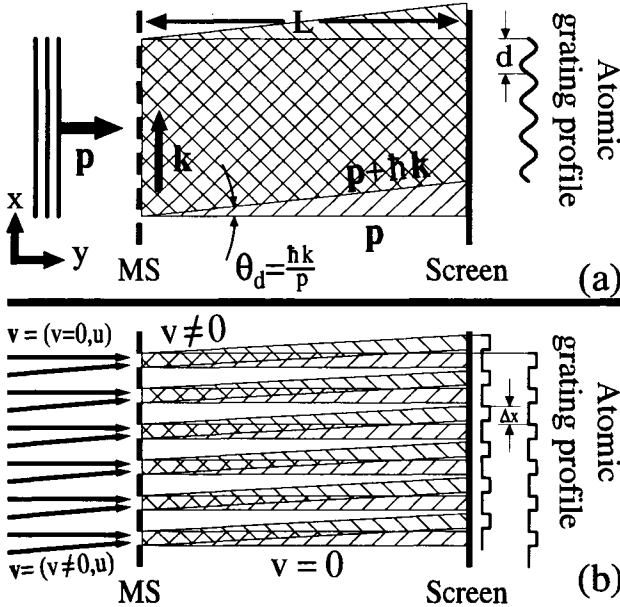 L
d
p
k
p+ħk
p
x
y
θd=ħk/p
MS
Screen
(a)
Atomic
grating profile
v=(v=0,u)
v≠0
Δx
v=(v≠0,u)
v=0
MS
Screen
(b)
Atomic
grating profile